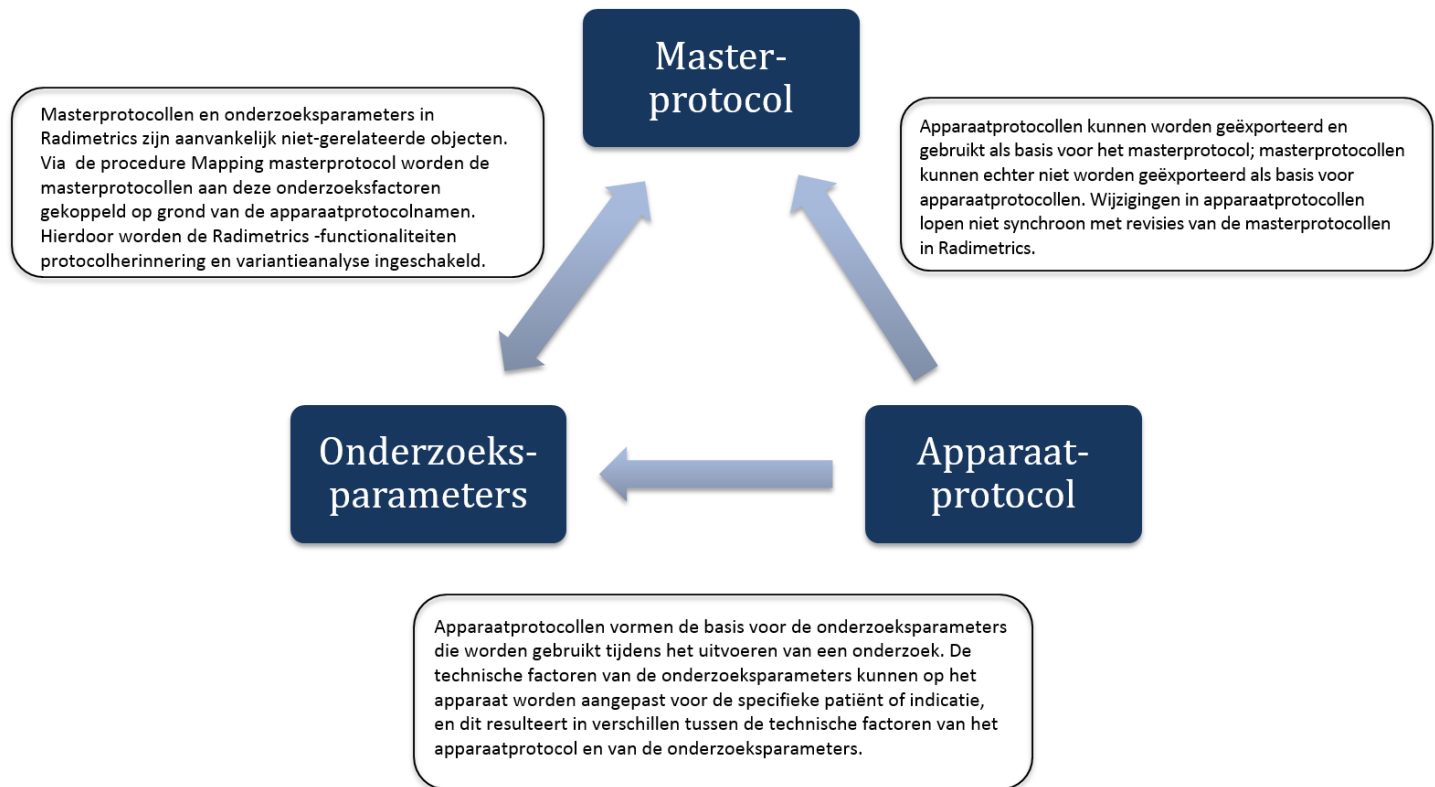 Master-
protocol
Masterprotocollen en onderzoeksparameters in
Radimetrics zijn aanvankelijk niet-gerelateerde objecten.
Via  de procedure Mapping masterprotocol worden de
masterprotocollen aan deze onderzoeksfactoren
gekoppeld op grond van de apparaatprotocolnamen.
Hierdoor worden de Radimetrics -functionaliteiten
protocolherinnering en variantieanalyse ingeschakeld.
Apparaatprotocollen kunnen worden geëxporteerd en
gebruikt als basis voor het masterprotocol; masterprotocollen
kunnen echter niet worden geëxporteerd als basis voor
apparaatprotocollen. Wijzigingen in apparaatprotocollen
lopen niet synchroon met revisies van de masterprotocollen
in Radimetrics.
Onderzoeks-
parameters
Apparaat-
protocol
Apparaatprotocollen vormen de basis voor de onderzoeksparameters
die worden gebruikt tijdens het uitvoeren van een onderzoek. De
technische factoren van de onderzoeksparameters kunnen op het
apparaat worden aangepast voor de specifieke patiënt of indicatie,
en dit resulteert in verschillen tussen de technische factoren van het
apparaatprotocol en van de onderzoeksparameters.